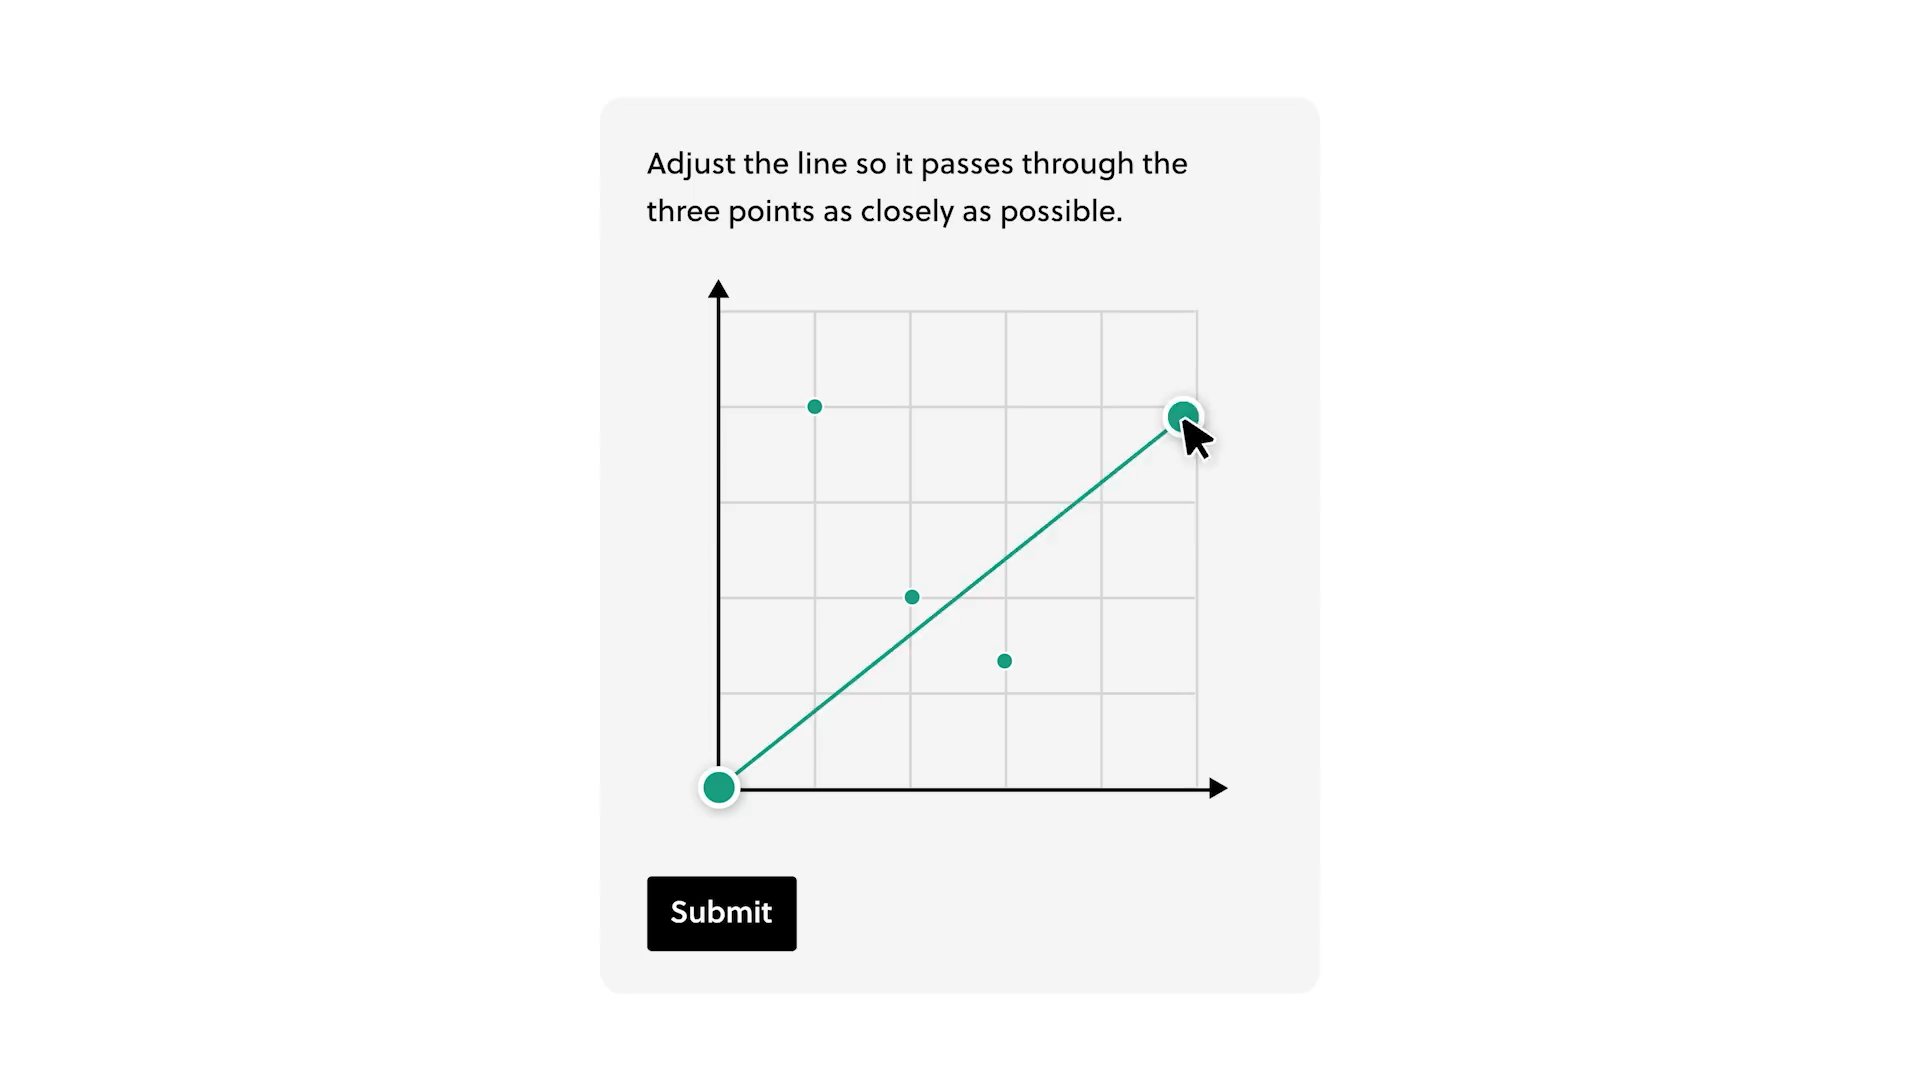 Adjust the line so it passes through the
three points as closely as possible.
Submit